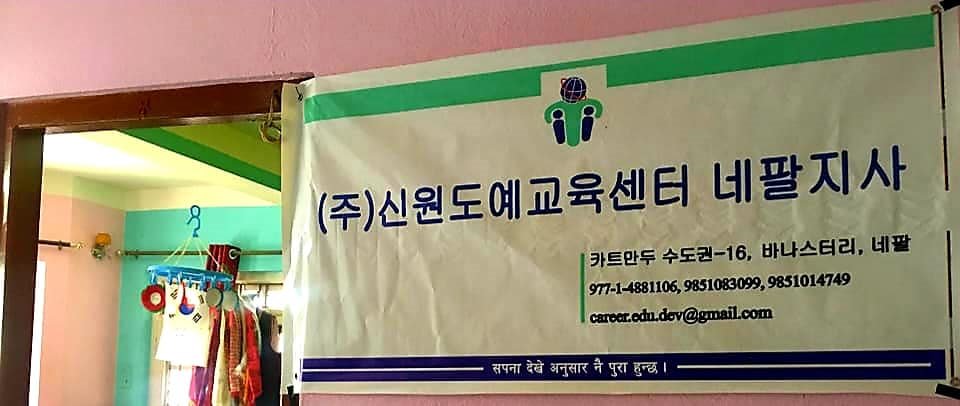 (주)신원도예교육센터 네팔지사
카트만두 수도권-16, 바나스터리, 네팔
977-1-4881106, 9851083099, 9851014749
career.edu.dev@gmail.com
सपना देखे अनुसार नै पुरा हुन्छ ।